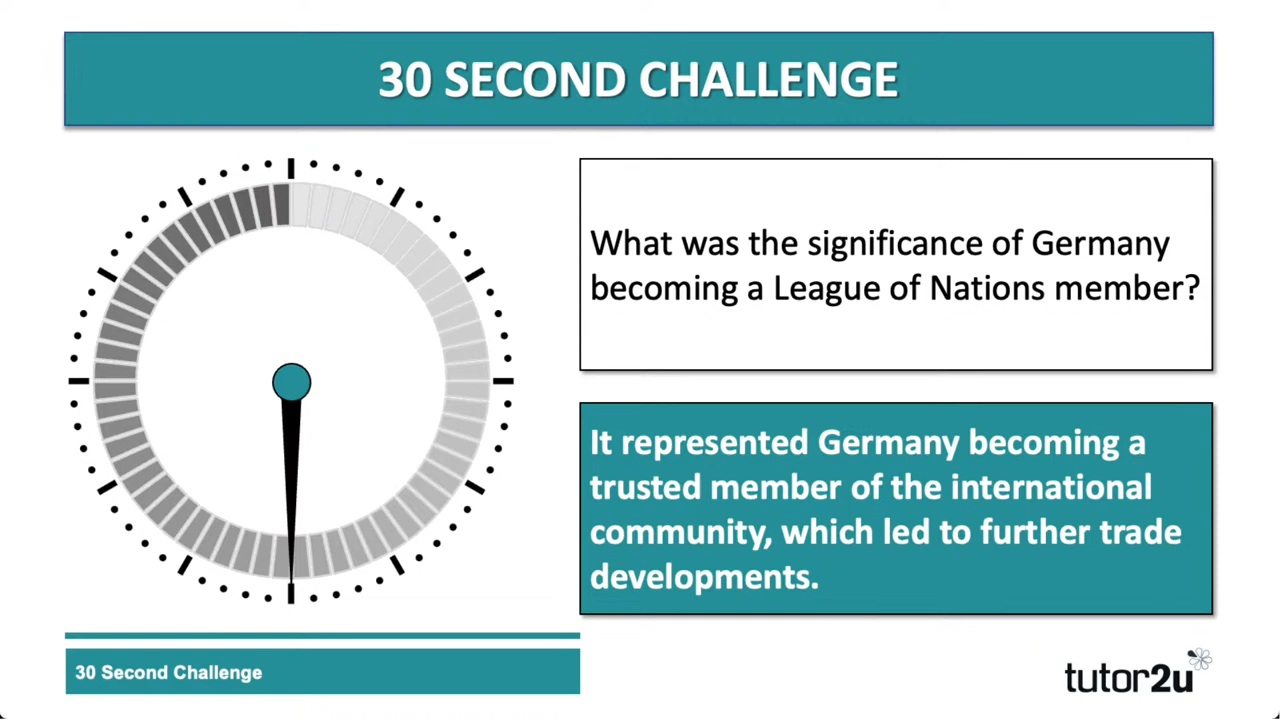 30 SECOND CHALLENGE
What was the significance of Germany
becoming a League of Nations member?
It represented Germany becoming a
trusted member of the international
community, which led to further trade
developments.
30 Second Challenge
tutor2u